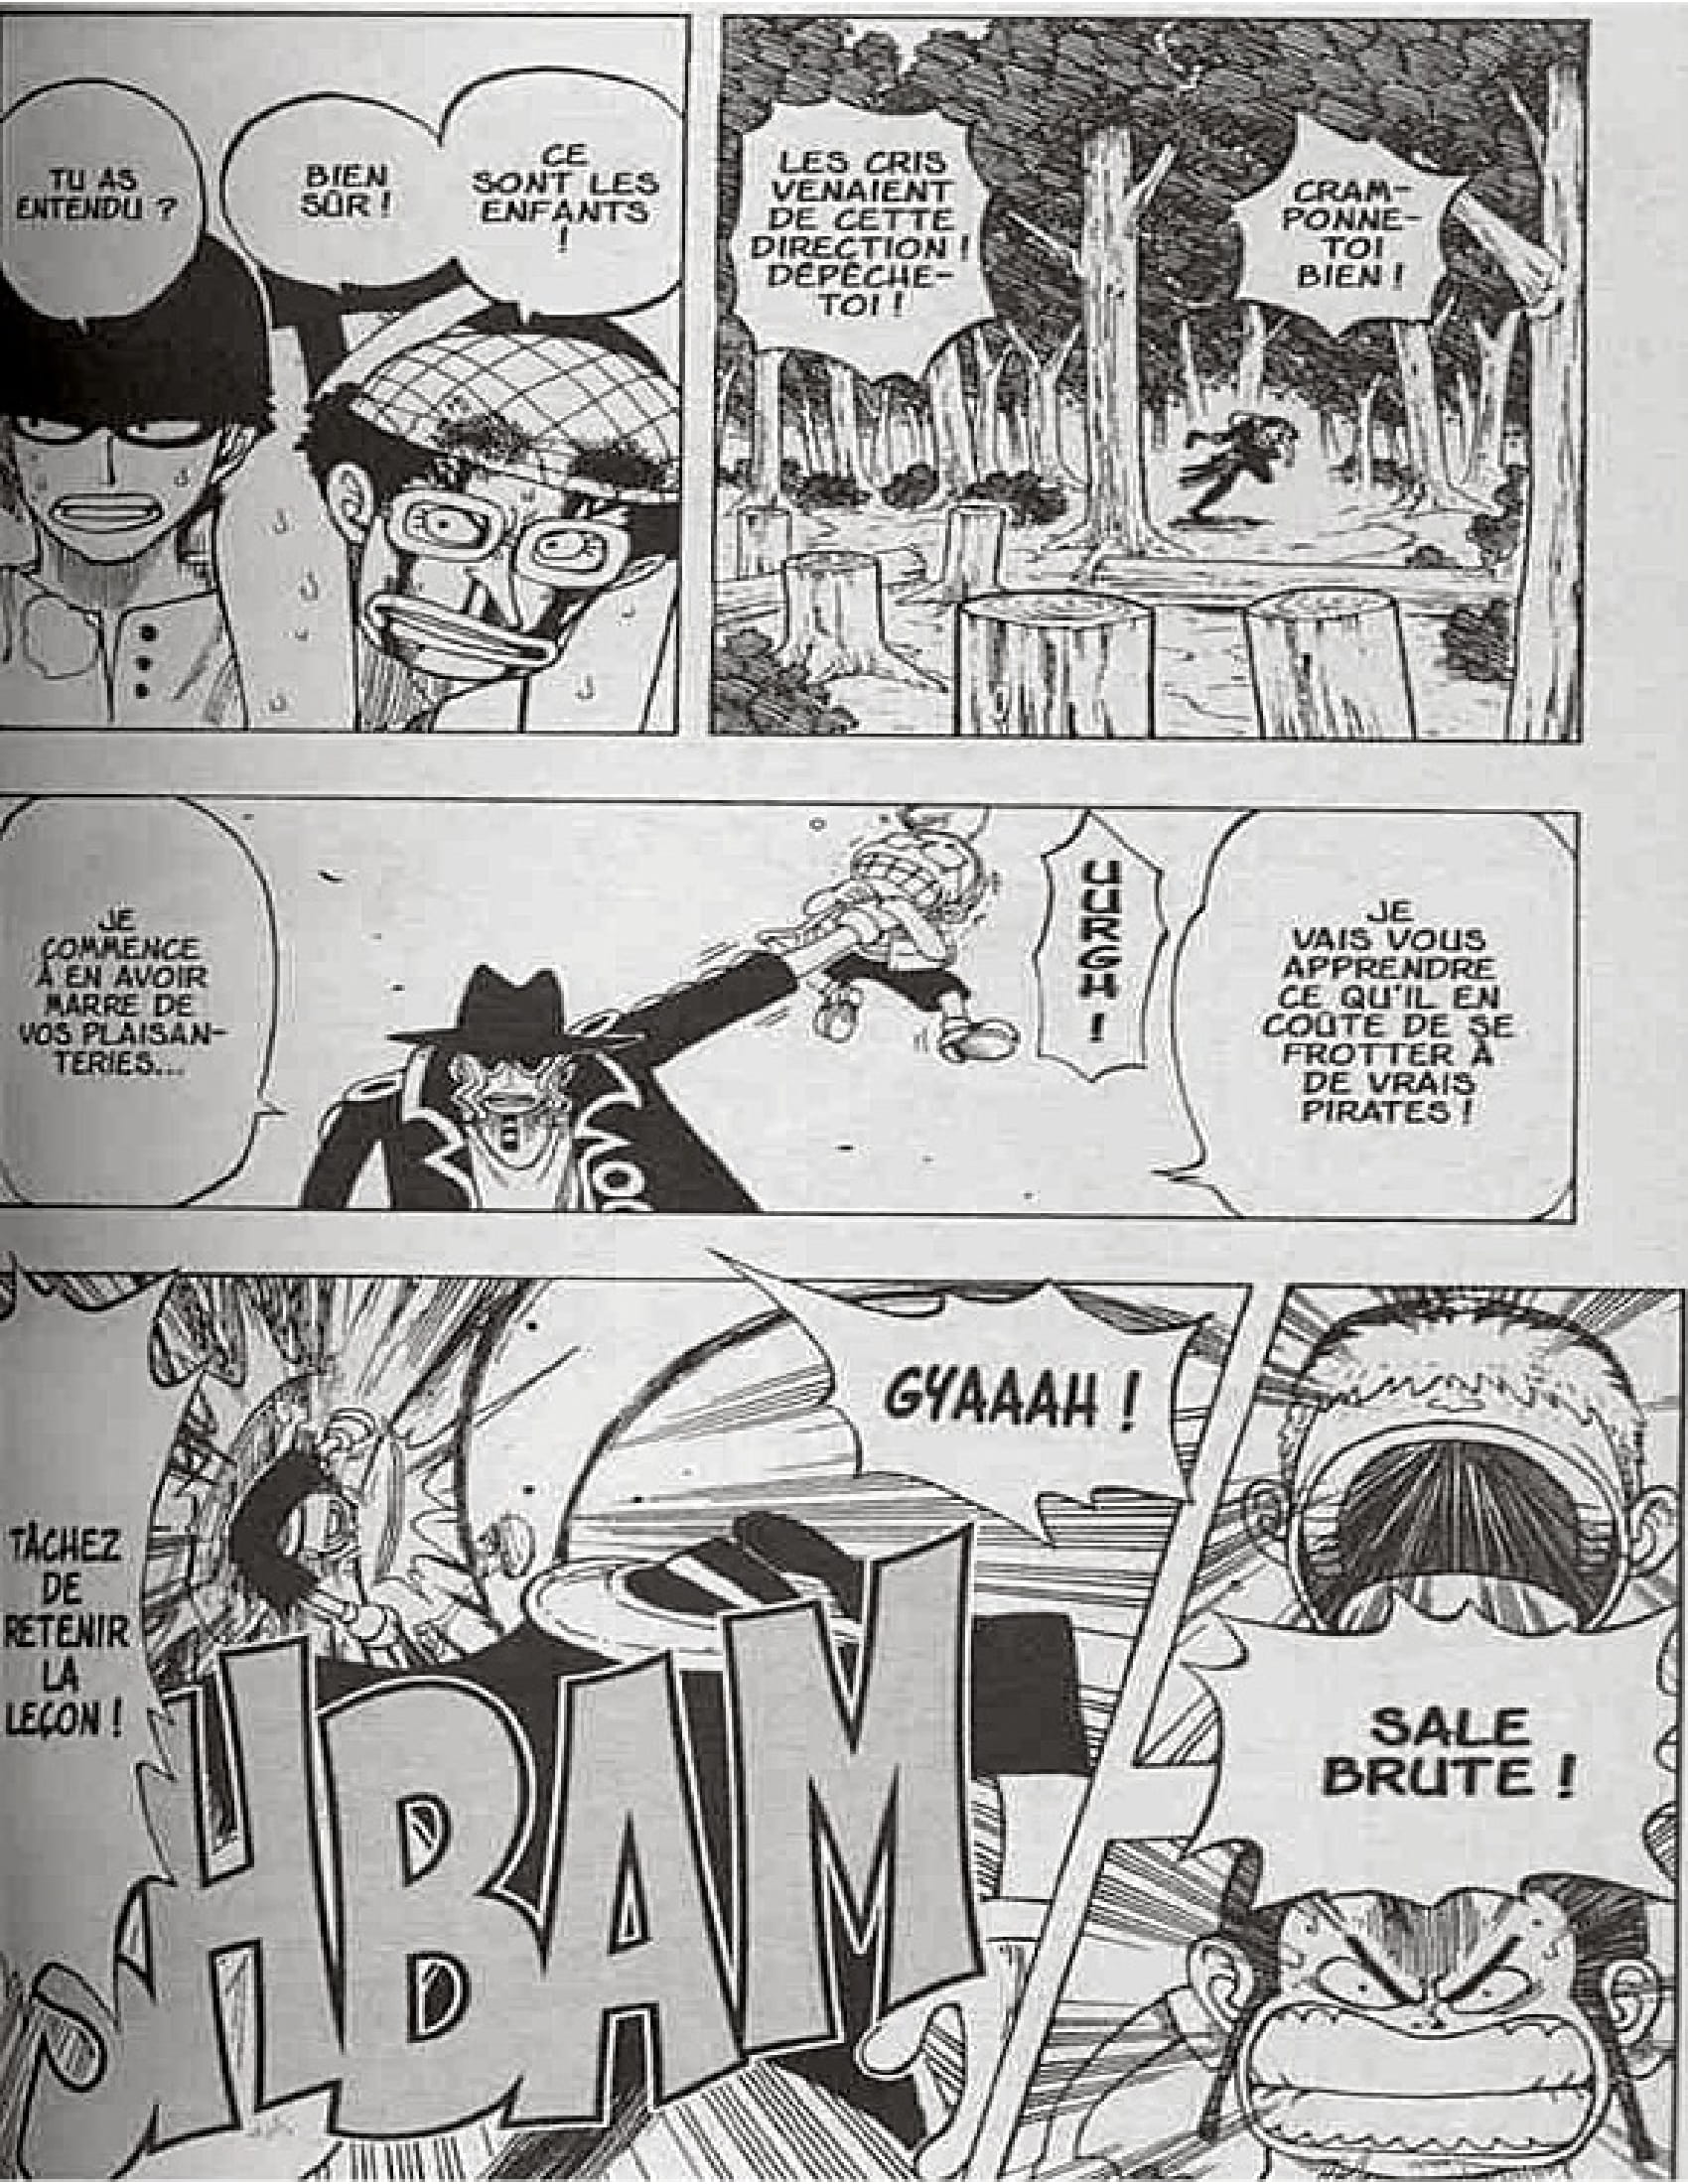 TU AS
ENTENDU ?
BIEN
SÛR !
CE
SONT LES
ENFANTS
!
LES CRIS
VENAIENT
DE CETTE
DIRECTION !
DÉPÊCHE-
TOI !
CRAM-
PONNE-
TOI
BIEN !
JE
COMMENCE
À EN AVOIR
MARRE DE
VOS PLAISAN-
TERIES...
UURGH !
JE
VAIS VOUS
APPRENDRE
CE QU'IL EN
COÛTE DE SE
FROTTER À
DE VRAIS
PIRATES !
TÂCHEZ
DE
RETENIR
LA
LEÇON !
GYAAAH !
SHBAM
SALE
BRUTE !